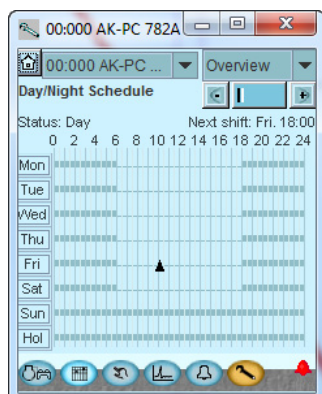 00:000 AK-PC 782A
00:000 AK-PC ... Overview
Day/Night Schedule
Status: Day Next shift: Fri. 18:00
0 2 4 6 8 10 12 14 16 18 20 22 24
Mon
Tue
Wed
Thu
Fri
Sat
Sun
Hol